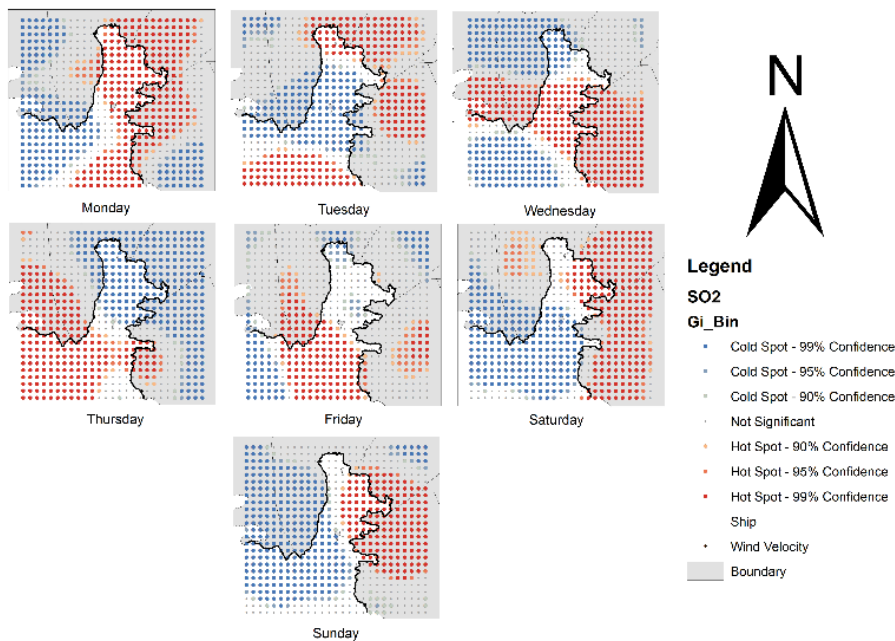 N
Monday
Tuesday
Wednesday
Thursday
Friday
Saturday
Sunday
Legend
SO2
Gi_Bin
Cold Spot - 99% Confidence
Cold Spot - 95% Confidence
Cold Spot - 90% Confidence
Not Significant
Hot Spot - 90% Confidence
Hot Spot - 95% Confidence
Hot Spot - 99% Confidence
Ship
Wind Velocity
Boundary